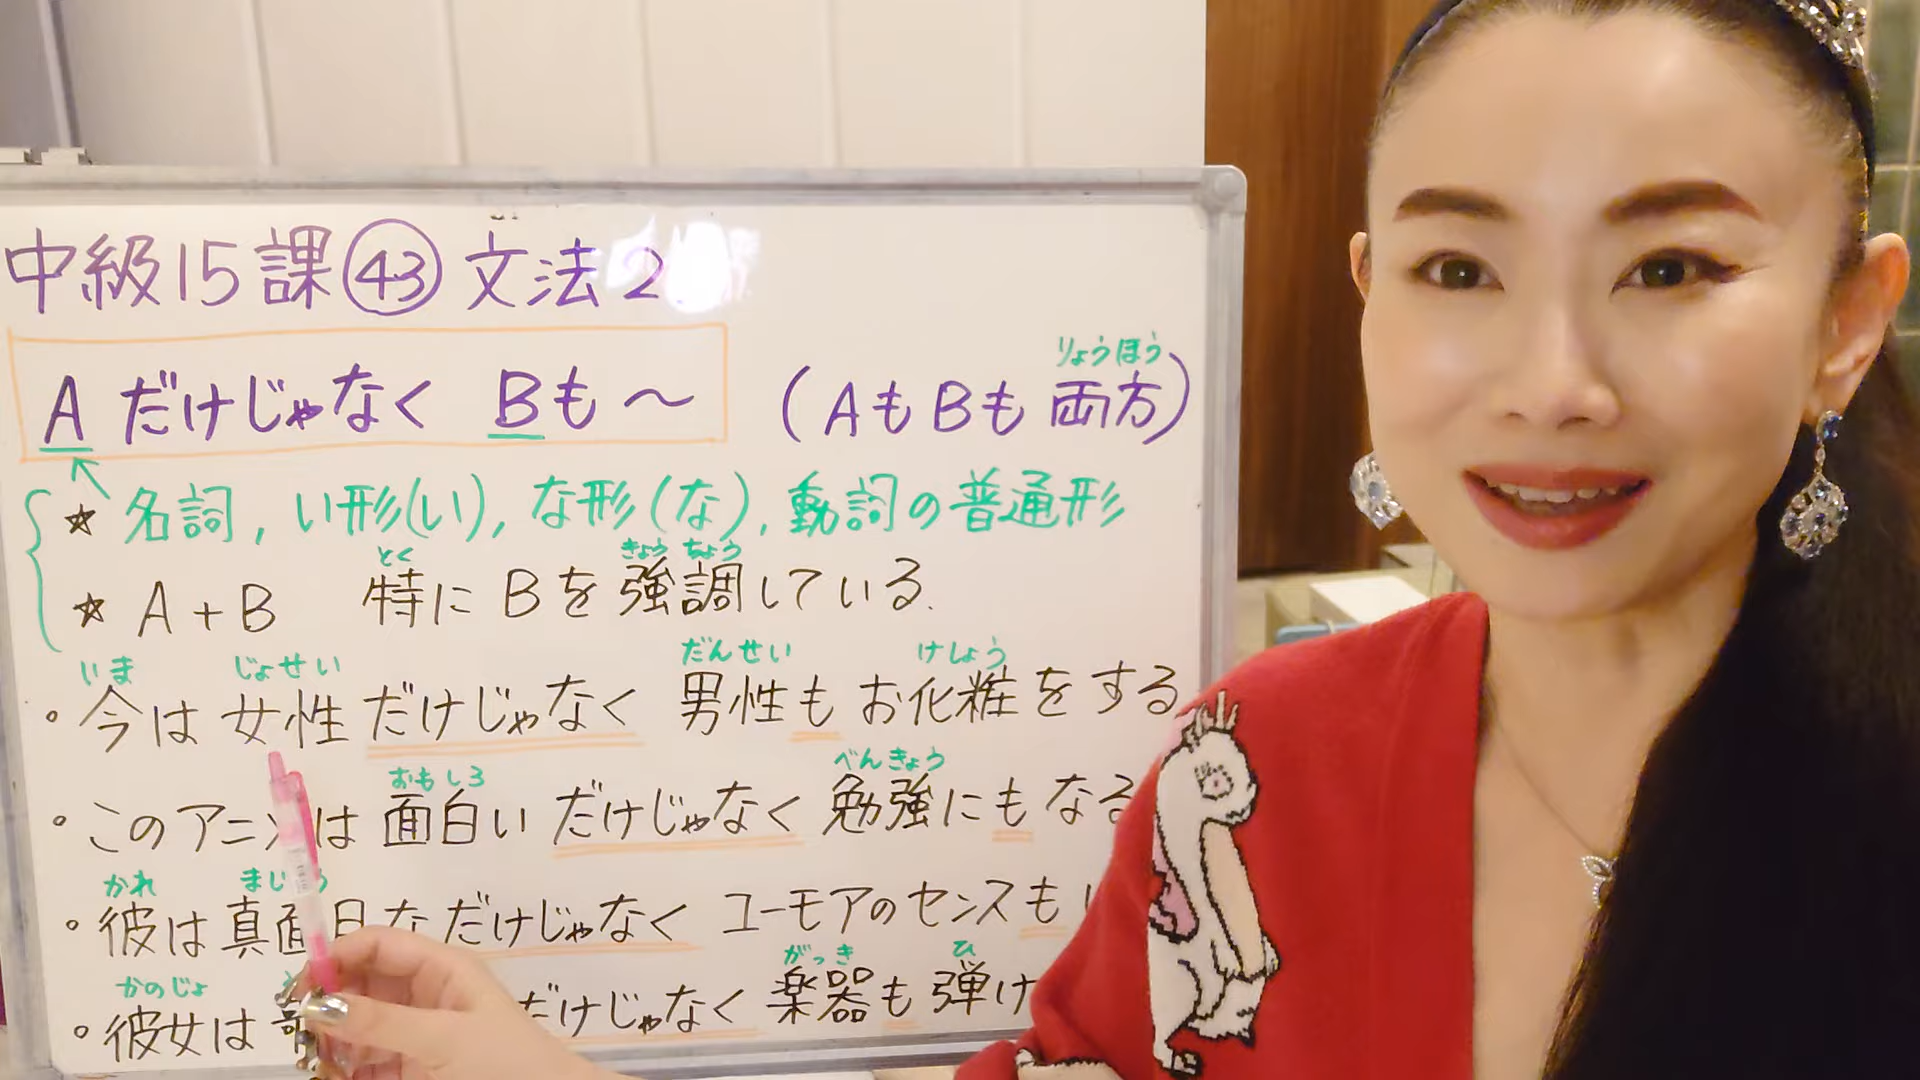 中級15課㊸文法2
りょうほう
Aだけじゃなく Bも〜 (AもBも両方)
★名詞, い形(い), な形(な), 動詞の普通形
とく きょうちょう
★A+B 特にBを強調している.
いま じょせい だんせい けしょう
・今は女性だけじゃなく 男性もお化粧をする
おもしろ べんきょう
・このアニメは面白いだけじゃなく勉強にもなる
かれ
・彼は真面目なだけじゃなく ユーモアのセンスも
かのじょ がっき ひ
・彼女は だけじゃなく楽器も弾け